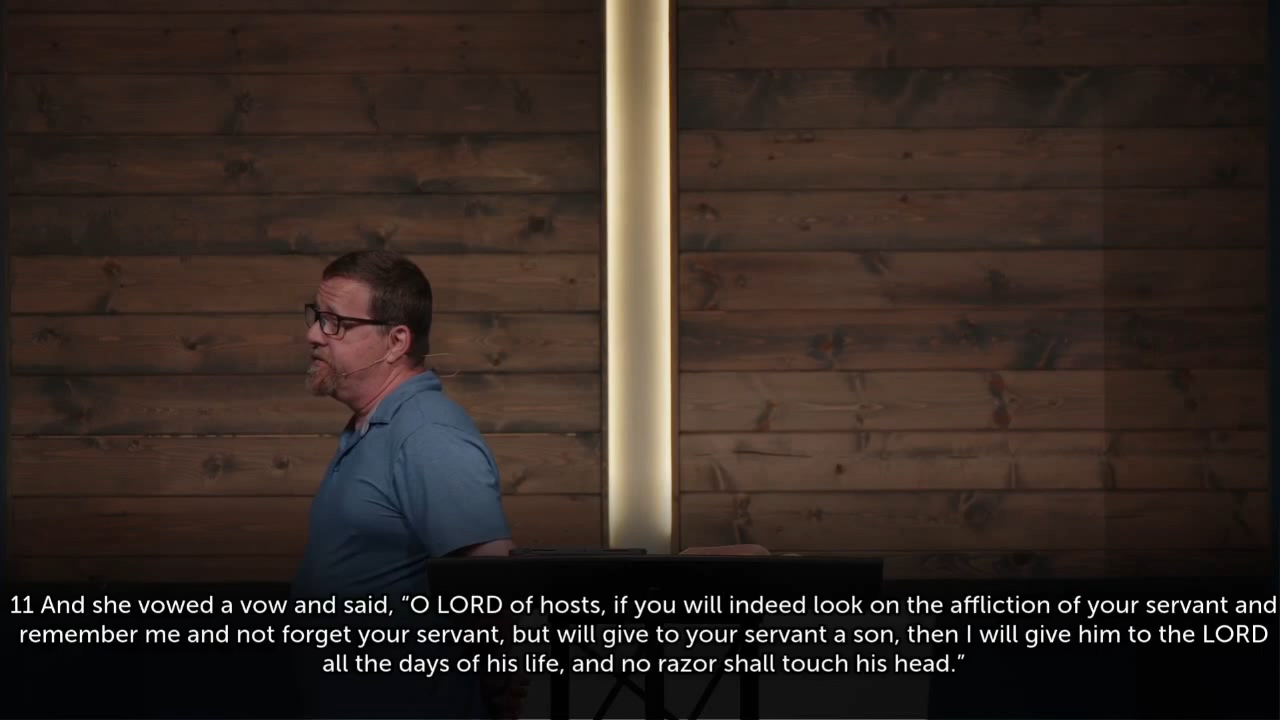 11 And she vowed a vow and said, “O LORD of hosts, if you will indeed look on the affliction of your servant and
remember me and not forget your servant, but will give to your servant a son, then I will give him to the LORD
all the days of his life, and no razor shall touch his head.”